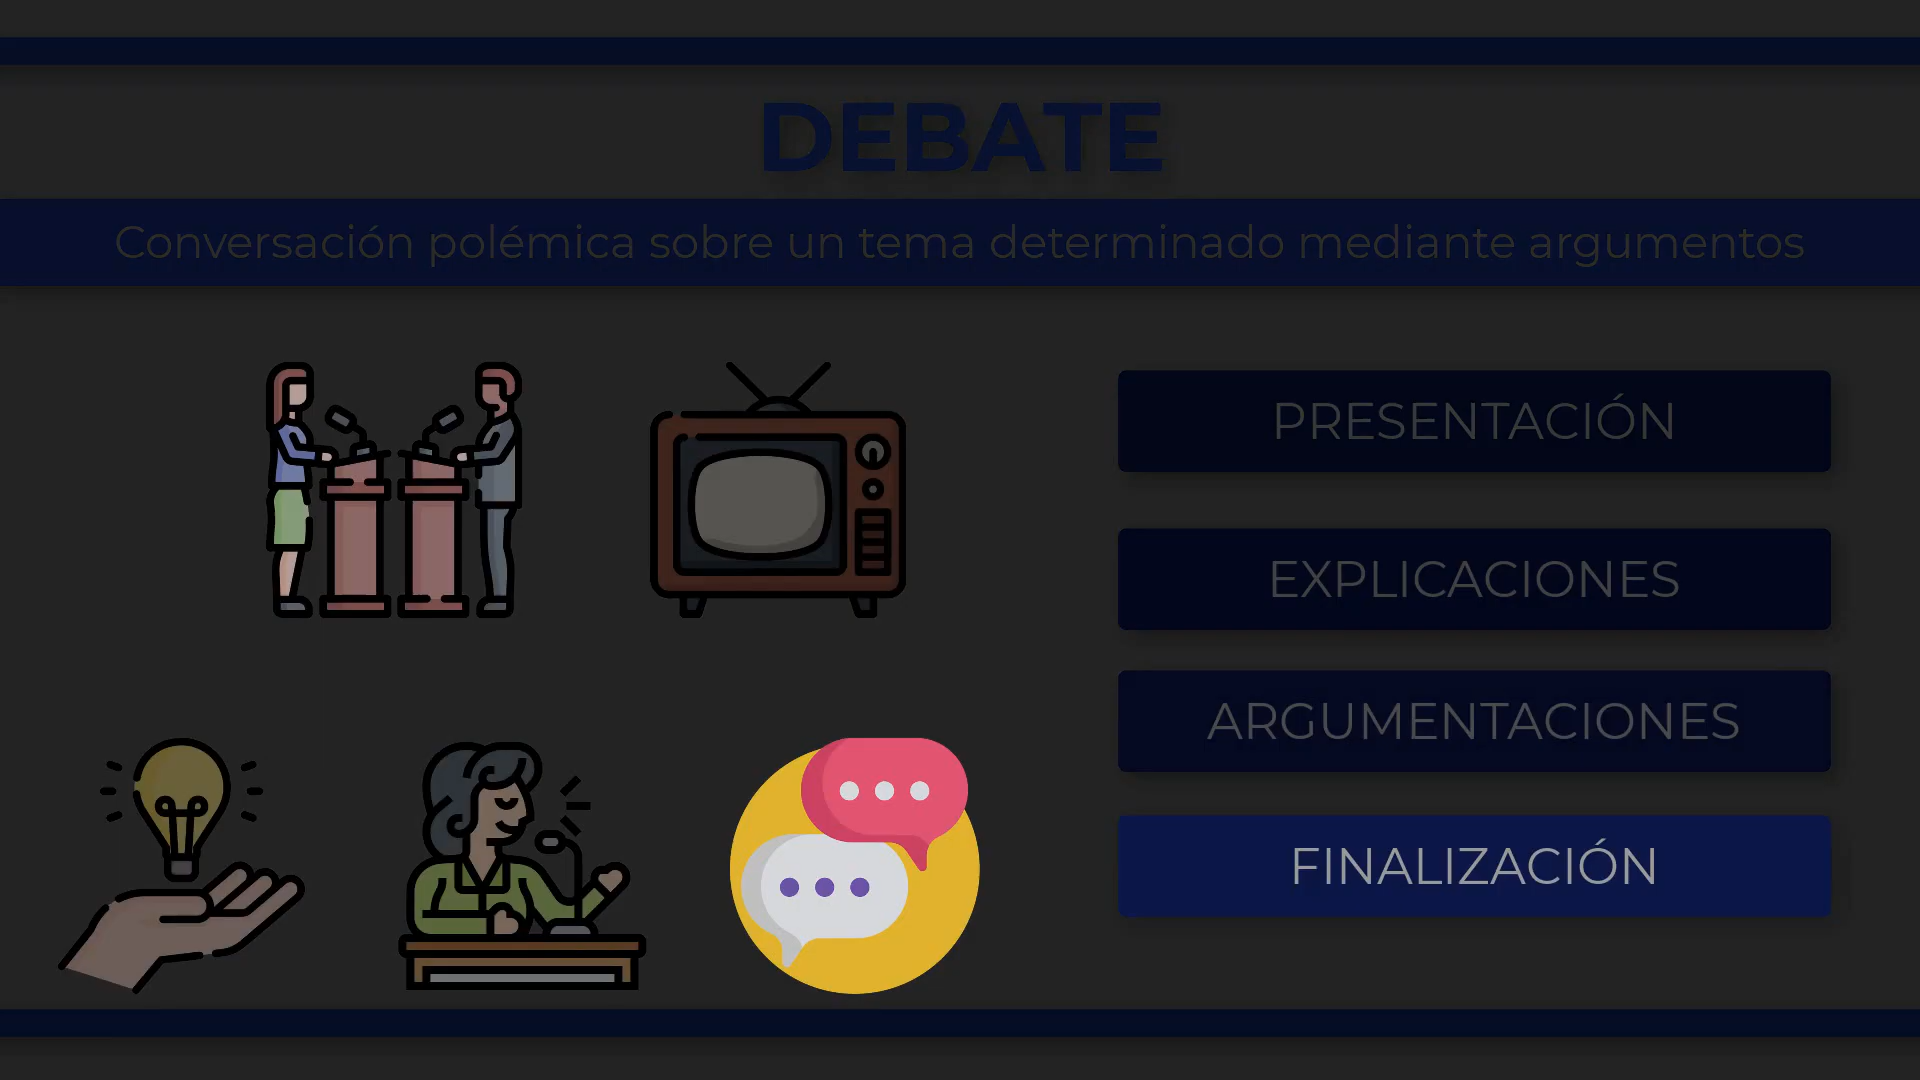 DEBATE
Conversación polémica sobre un tema determinado mediante argumentos
PRESENTACIÓN
EXPLICACIONES
ARGUMENTACIONES
FINALIZACIÓN